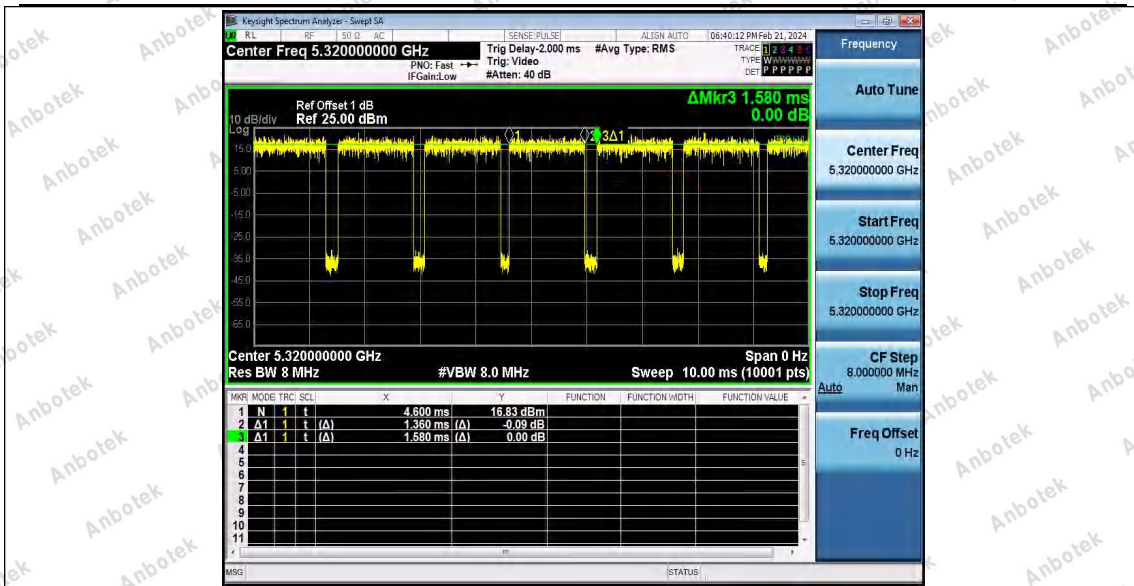 Keysight Spectrum Analyzer - Swept SA
RL RF 50 Ω AC SENSE:PULSE ALIGN AUTO 06:40:12 PM Feb 21, 2024
Center Freq 5.320000000 GHz
PNO: Fast
IFGain:Low
Trig Delay-2.000 ms
Trig: Video
#Atten: 40 dB
#Avg Type: RMS
TRACE 1 2 3 4 5 6
TYPE WWWWWW
DET P P P P P P
Frequency
Auto Tune
Center Freq
5.320000000 GHz
Start Freq
5.320000000 GHz
Stop Freq
5.320000000 GHz
CF Step
8.000000 MHz
Auto Man
Freq Offset
0 Hz
ΔMkr3 1.580 ms
0.00 dB
Ref Offset 1 dB
10 dB/div Ref 25.00 dBm
Log
1 2 3Δ1
15.0
5.00
-5.00
-15.0
-25.0
-35.0
-45.0
-55.0
-65.0
Center 5.320000000 GHz Span 0 Hz
Res BW 8 MHz #VBW 8.0 MHz Sweep 10.00 ms (10001 pts)
MKR MODE TRC SCL X Y FUNCTION FUNCTION WIDTH FUNCTION VALUE
1 N 1 t 4.600 ms 16.83 dBm
2 Δ1 1 t (Δ) 1.360 ms (Δ) -0.09 dB
3 Δ1 1 t (Δ) 1.580 ms (Δ) 0.00 dB
4
5
6
7
8
9
10
11
MSG STATUS
Anbotek